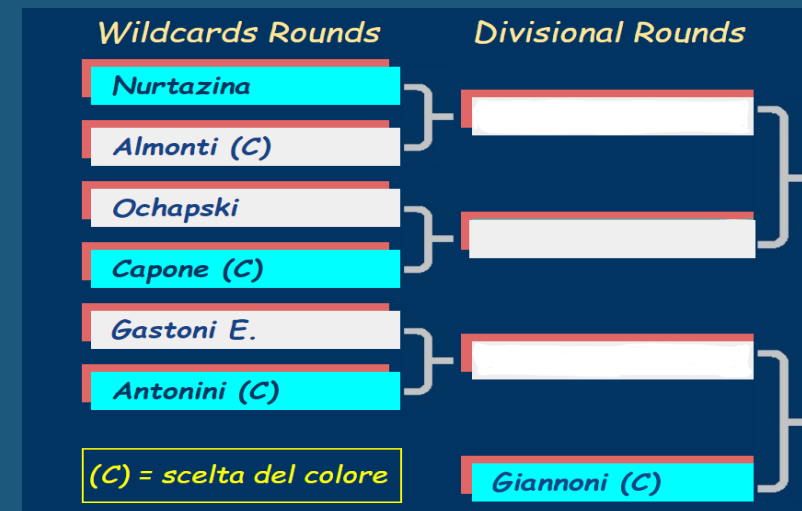 Wildcards Rounds
Divisional Rounds
Nurtazina
Almonti (C)
Ochapski
Capone (C)
Gastoni E.
Antonini (C)
(C) = scelta del colore
Giannoni (C)